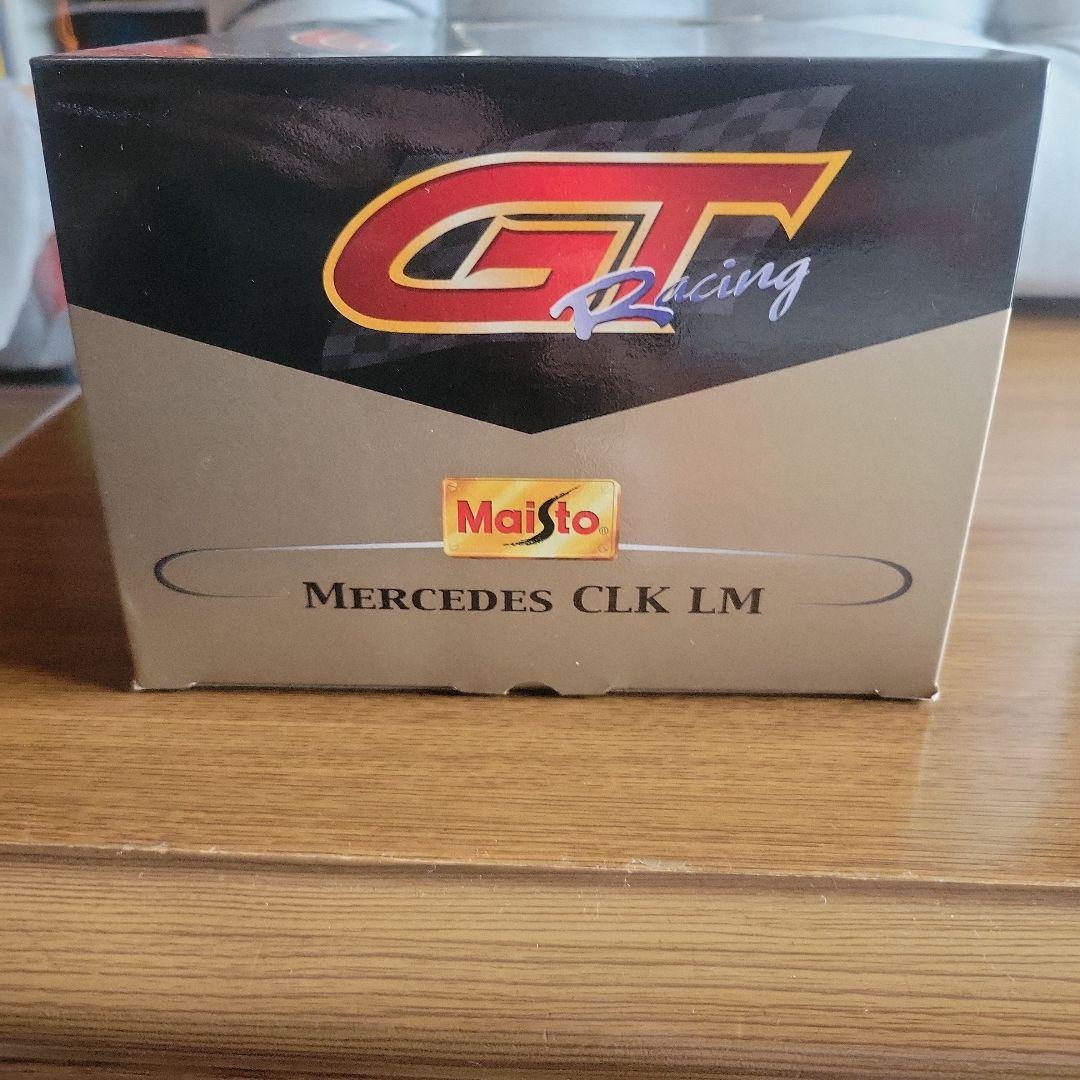 GT
Racing
Maisto®
MERCEDES CLK LM